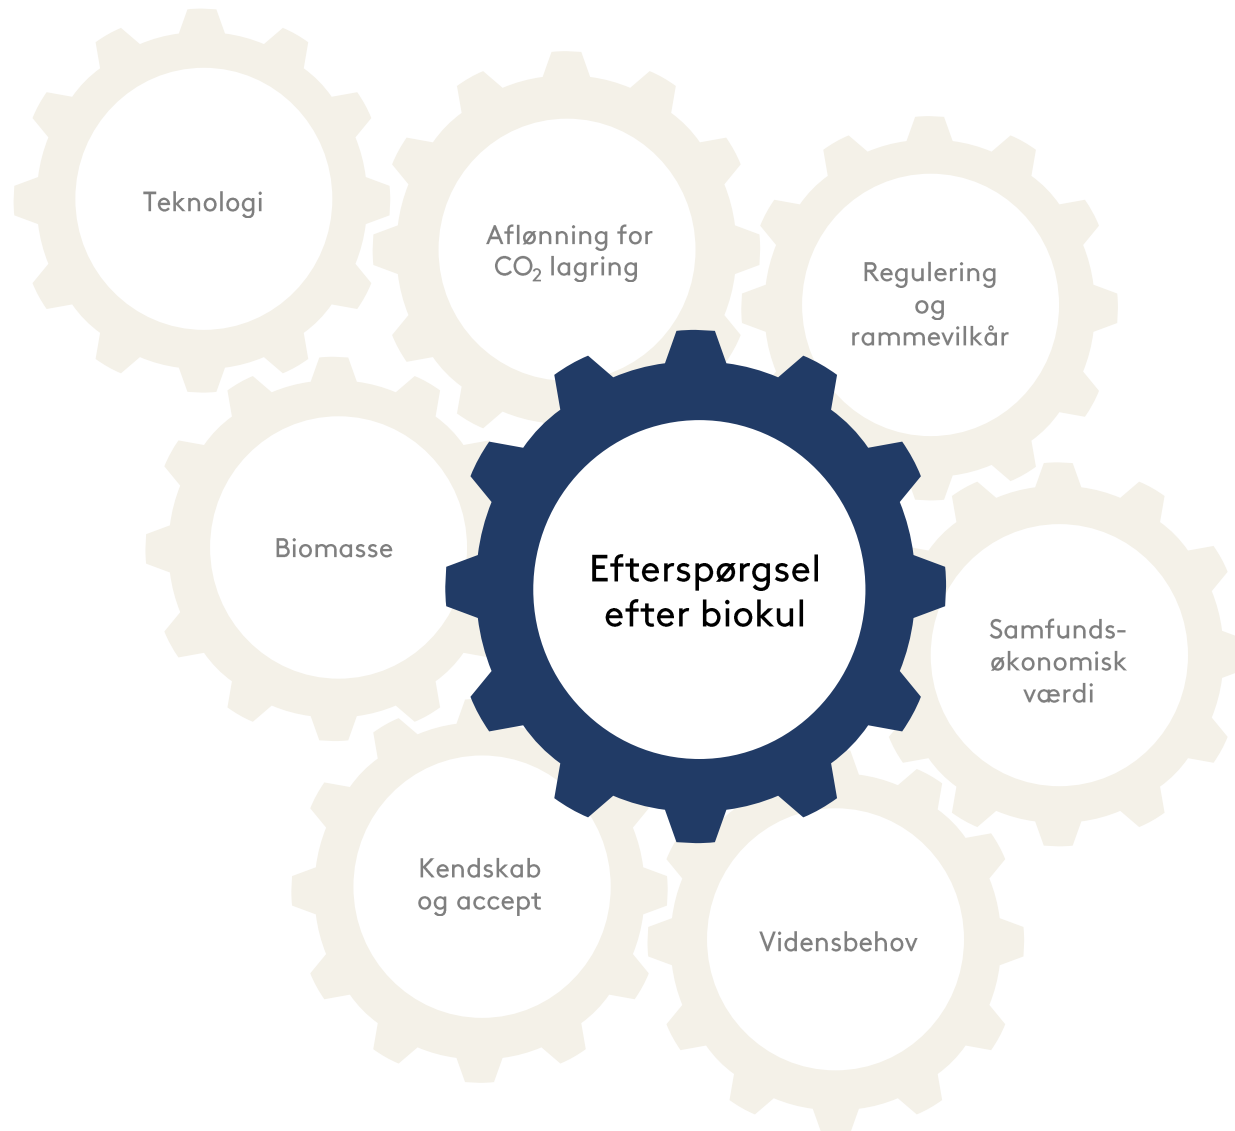 Teknologi
Aflønning for
CO₂ lagring
Regulering
og
rammevilkår
Biomasse
Efterspørgsel
efter biokul
Samfunds-
økonomisk
værdi
Kendskab
og accept
Vidensbehov